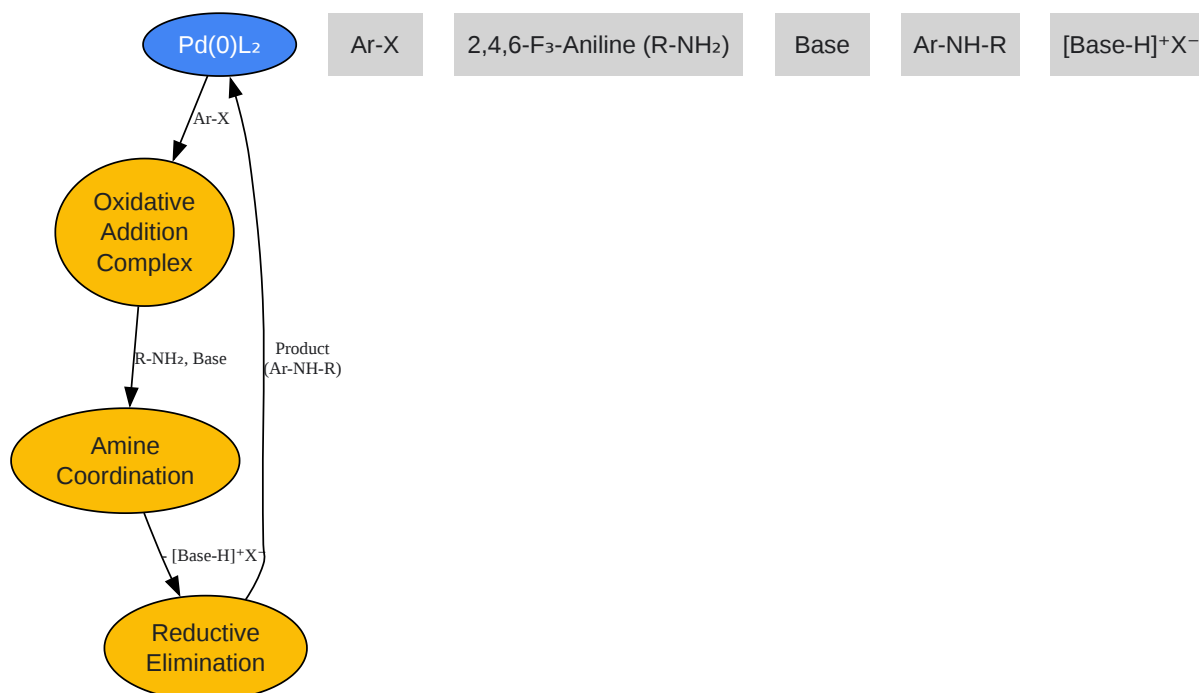 Pd(0)L₂
Ar-X
2,4,6-F₃-Aniline (R-NH₂)
Base
Ar-NH-R
[Base-H]⁺X⁻
Ar-X
Oxidative
Addition
Complex
R-NH₂, Base
Product
(Ar-NH-R)
Amine
Coordination
- [Base-H]⁺X⁻
Reductive
Elimination